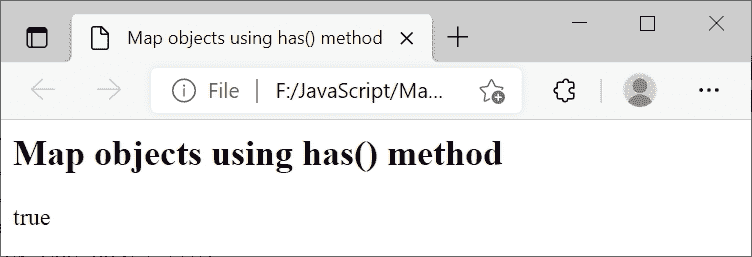 Map objects using has() method
File | F:/JavaScript/Ma...
Map objects using has() method
true